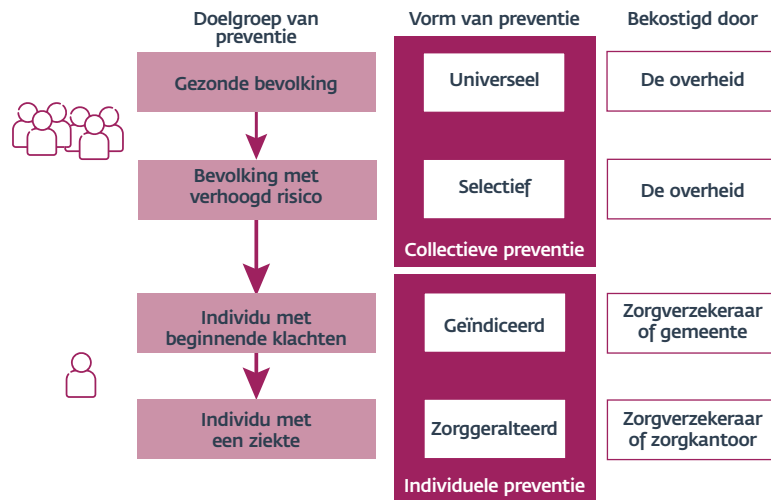 Doelgroep van
preventie
Vorm van preventie
Bekostigd door
Gezonde bevolking
Universeel
De overheid
Bevolking met
verhoogd risico
Selectief
De overheid
Collectieve preventie
Individu met
beginnende klachten
Geïndiceerd
Zorgverzekeraar
of gemeente
Individu met
een ziekte
Zorggeralteerd
Zorgverzekeraar
of zorgkantoor
Individuele preventie